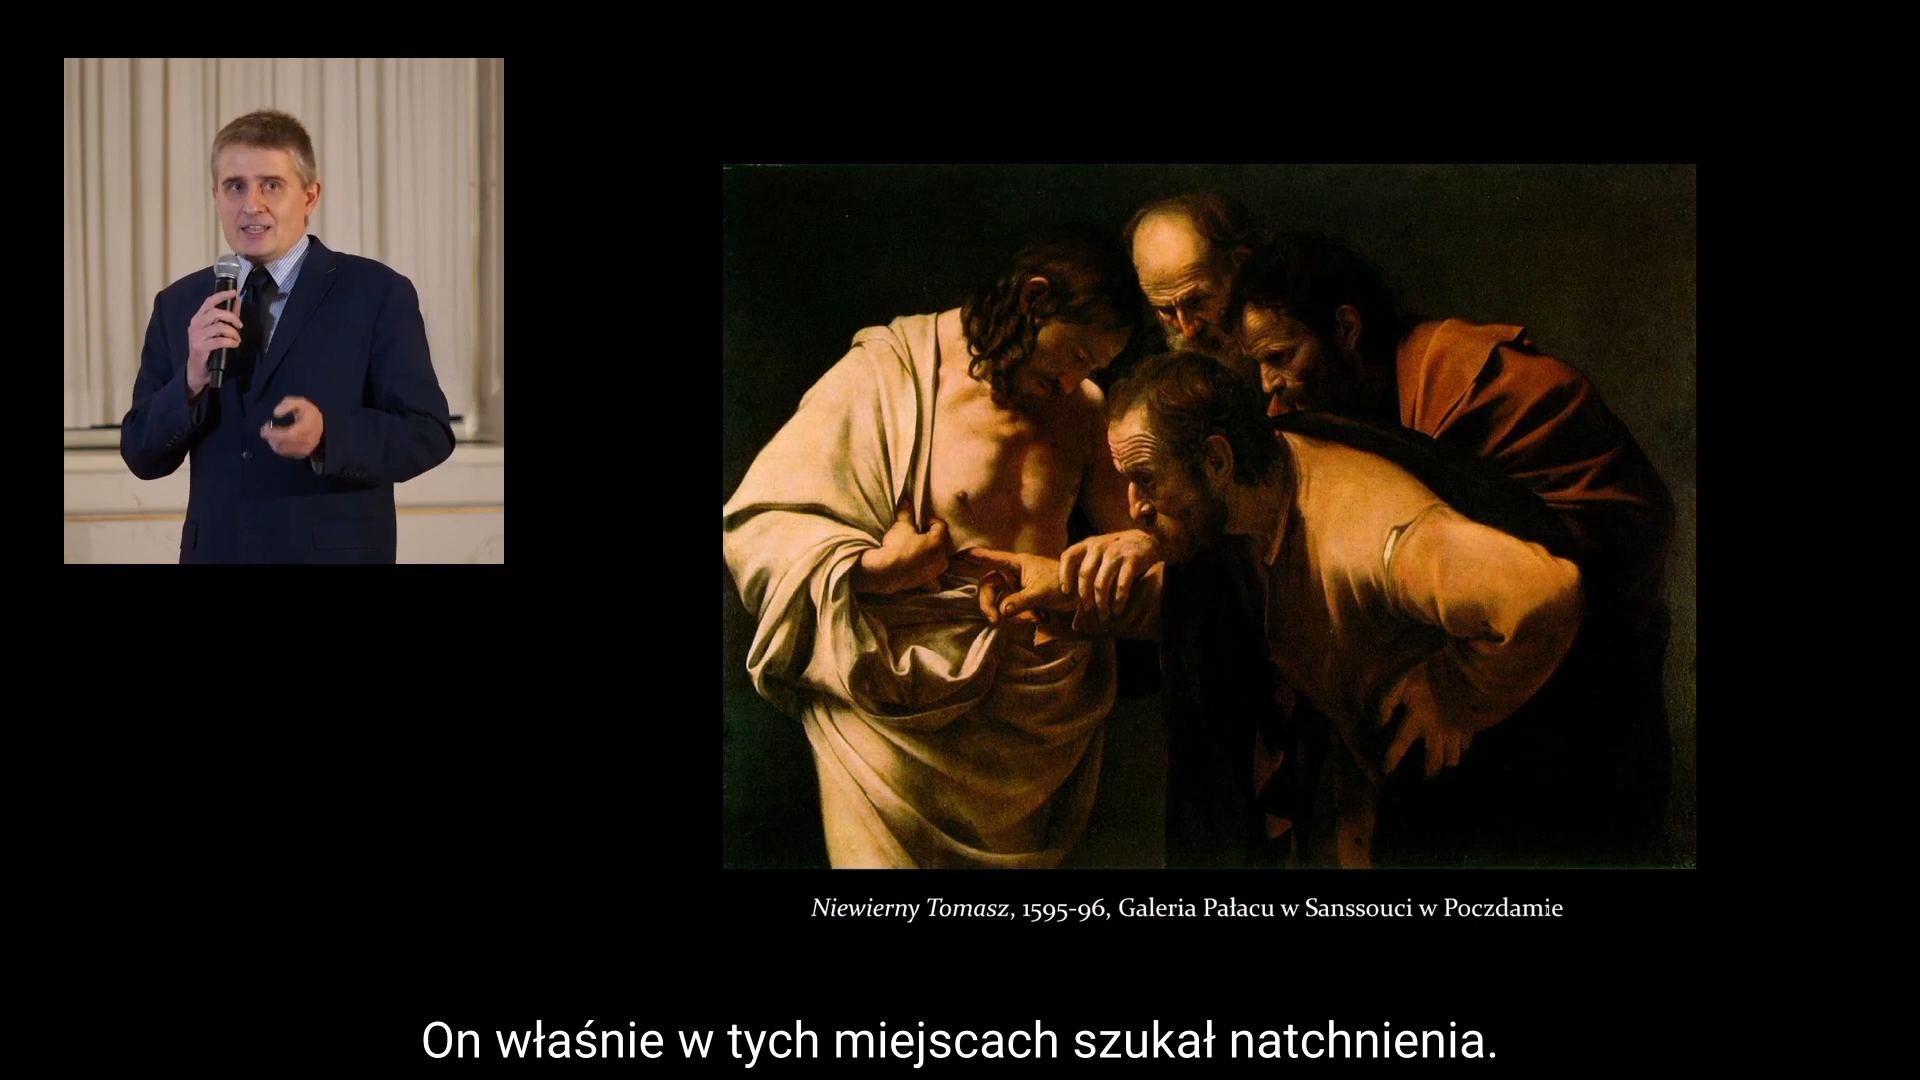 Niewierny Tomasz, 1595-96, Galeria Pałacu w Sanssouci w Poczdamie
On właśnie w tych miejscach szukał natchnienia.